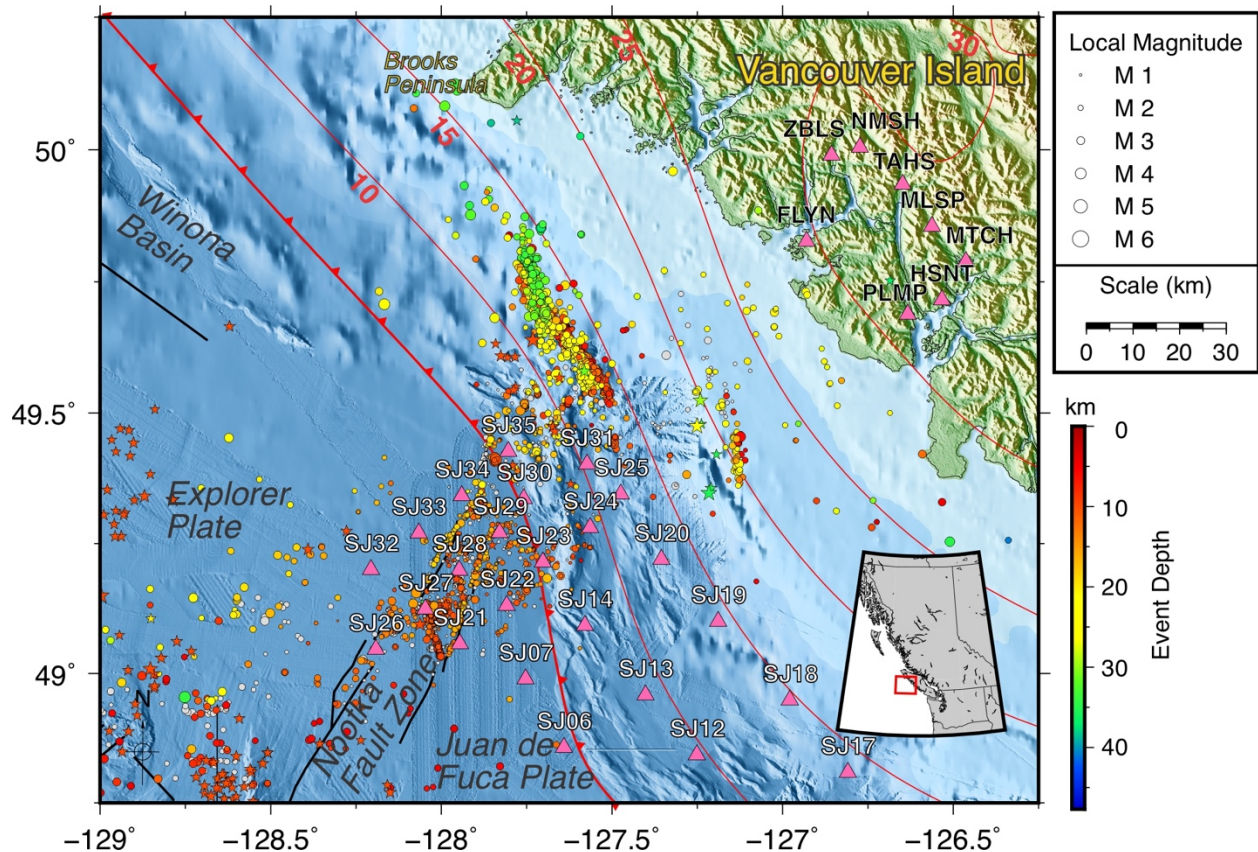 Brooks
Peninsula
Vancouver Island
10
15
20
25
30
ZBLS
NMSH
TAHS
MLSP
FLYN
MTCH
HSNT
PLMP
Winona
Basin
Explorer
Plate
SJ35
SJ31
SJ34
SJ30
SJ25
SJ33
SJ29
SJ24
SJ32
SJ28
SJ23
SJ20
SJ27
SJ22
SJ26
SJ21
SJ14
SJ19
SJ07
SJ13
SJ18
SJ06
SJ12
SJ17
Nootka
Fault Zone
Juan de
Fuca Plate
N
50°
49.5°
49°
−129
−128.5°
−128°
−127.5°
−127°
−126.5°
Local Magnitude
M 1
M 2
M 3
M 4
M 5
M 6
Scale (km)
0 10 20 30
km
0
10
20
30
40
Event Depth